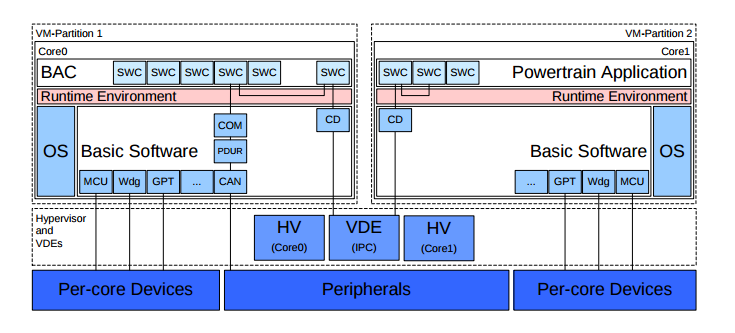 VM-Partition 1
VM-Partition 2
Core0
Core1
BAC SWC SWC SWC SWC SWC SWC
SWC SWC SWC Powertrain Application
Runtime Environment
Runtime Environment
COM
CD
CD
OS
Basic Software
PDUR
Basic Software
OS
MCU Wdg GPT ... CAN
... GPT Wdg MCU
Hypervisor
and
VDEs
HV
(Core0)
VDE
(IPC)
HV
(Core1)
Per-core Devices
Peripherals
Per-core Devices